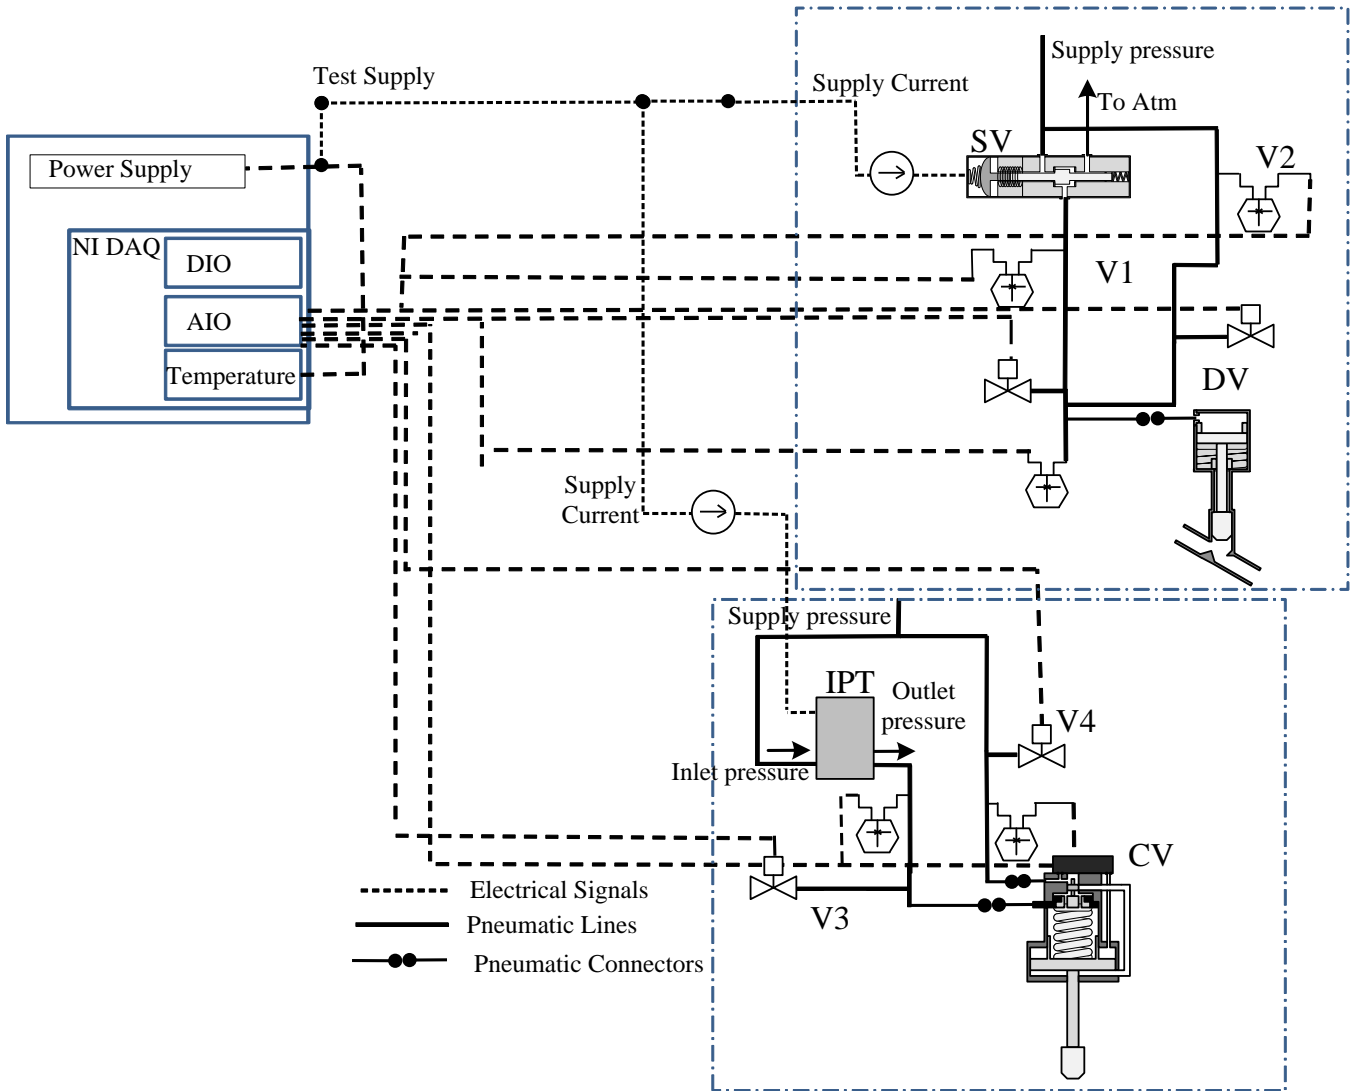 Supply pressure
Test Supply
Supply Current
To Atm
SV
V2
Power Supply
NI DAQ
DIO
V1
AIO
Temperature
DV
Supply
Current
Supply pressure
IPT
Outlet
pressure
V4
Inlet pressure
CV
Electrical Signals
V3
Pneumatic Lines
Pneumatic Connectors